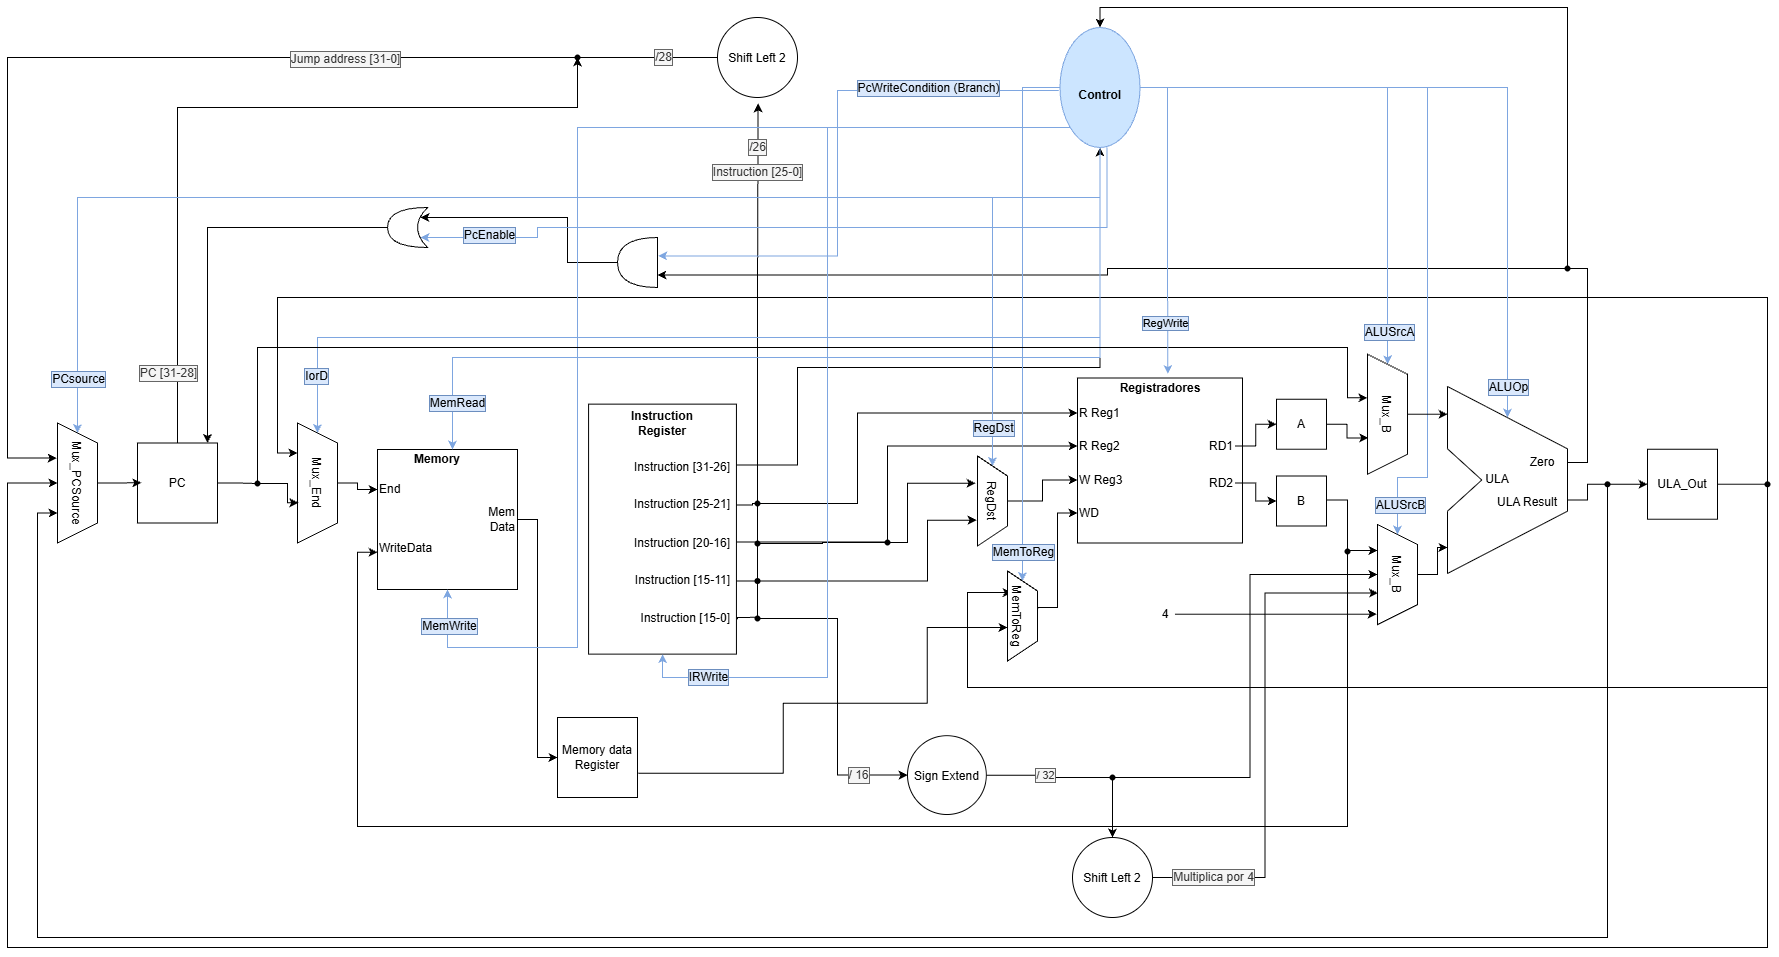 Jump address [31-0]
/28
Shift Left 2
PcWriteCondition (Branch)
Control
/26
Instruction [25-0]
PcEnable
RegWrite
ALUSrcA
PCsource
PC [31-28]
IorD
MemRead
ALUOp
Mux_PCSource
PC
Mux_End
Memory
End
Mem
Data
WriteData
MemWrite
Instruction
Register
Instruction [31-26]
Instruction [25-21]
Instruction [20-16]
Instruction [15-11]
Instruction [15-0]
IRWrite
RegDst
RegDst
MemToReg
MemToReg
Registradores
R Reg1
R Reg2
W Reg3
WD
RD1
RD2
A
B
Mux_B
ALUSrcB
Mux_B
4
Zero
ULA
ULA Result
ULA_Out
Memory data
Register
/ 16
Sign Extend
/ 32
Shift Left 2
Multiplica por 4